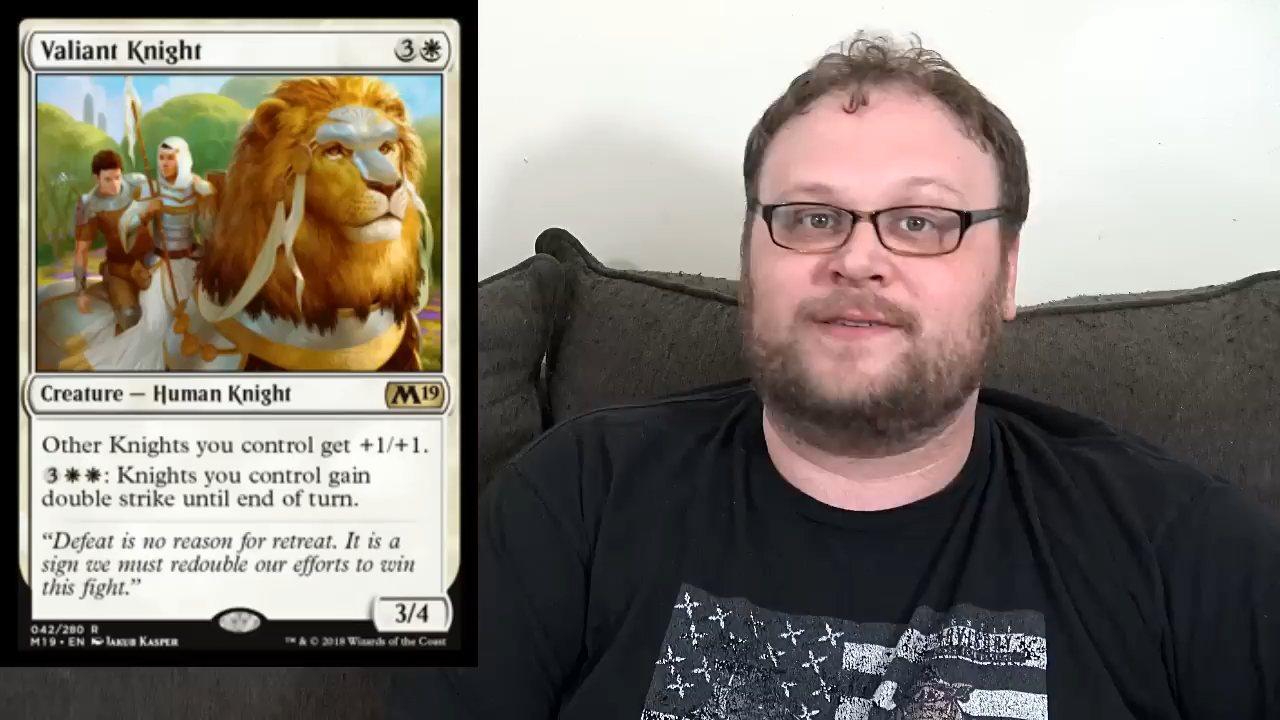 Valiant Knight 3
Creature — Human Knight M19
Other Knights you control get +1/+1.
3 : Knights you control gain
double strike until end of turn.
“Defeat is no reason for retreat. It is a
sign we must redouble our efforts to win
this fight.”
3/4
042/280 R
M19 • EN Jakub Kasper
™ & © 2018 Wizards of the Coast